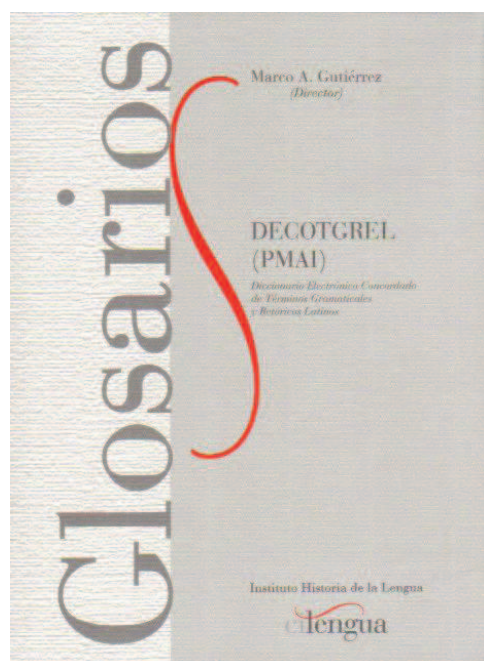 Glosarios
Marco A. Gutiérrez
(Director)
DECOTGREL
(PMAI)
Diccionario Electrónico Concordado
de Términos Gramaticales
y Retóricos Latinos
Instituto Historia de la Lengua
cilengua